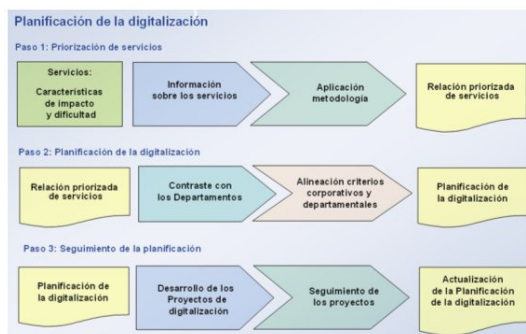 Planificación de la digitalización
Paso 1: Priorización de servicios
Servicios:
Características
de impacto
y dificultad
Información
sobre los servicios
Aplicación
metodología
Relación priorizada
de servicios
Paso 2: Planificación de la digitalización
Relación priorizada
de servicios
Contraste con
los Departamentos
Alineación criterios
corporativos y
departamentales
Planificación de
la digitalización
Paso 3: Seguimiento de la planificación
Planificación de
la digitalización
Desarrollo de los
Proyectos de
digitalización
Seguimiento de
los proyectos
Actualización
de la Planificación
de la digitalización